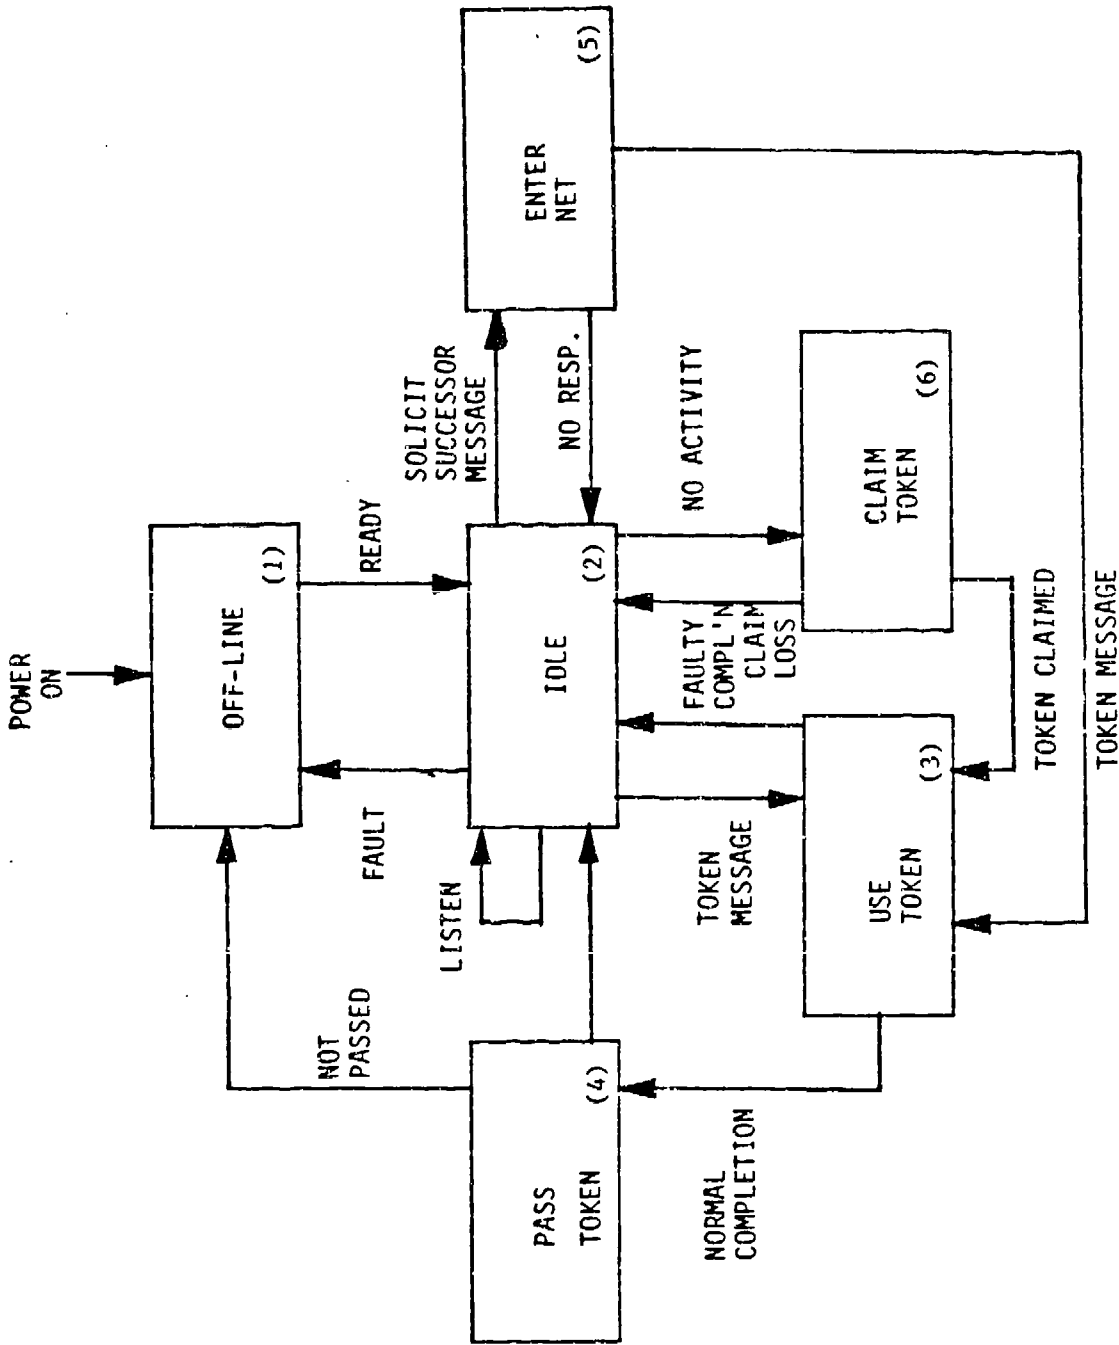 POWER
ON
OFF-LINE
(1)
NOT
PASSED
FAULT
READY
LISTEN
SOLICIT
SUCCESSOR
MESSAGE
PASS
TOKEN
(4)
IDLE
(2)
NO RESP.
ENTER
NET
(5)
NORMAL
COMPLETION
TOKEN
MESSAGE
FAULTY
COMPL'N
CLAIM
LOSS
NO ACTIVITY
USE
TOKEN
(3)
CLAIM
TOKEN
(6)
TOKEN CLAIMED
TOKEN MESSAGE